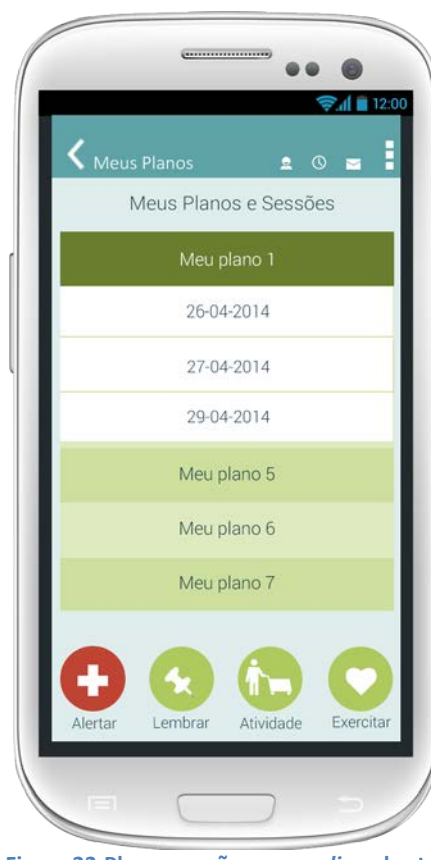 12:00
Meus Planos
Meus Planos e Sessões
Meu plano 1
26-04-2014
27-04-2014
29-04-2014
Meu plano 5
Meu plano 6
Meu plano 7
Alertar Lembrar Atividade Exercitar